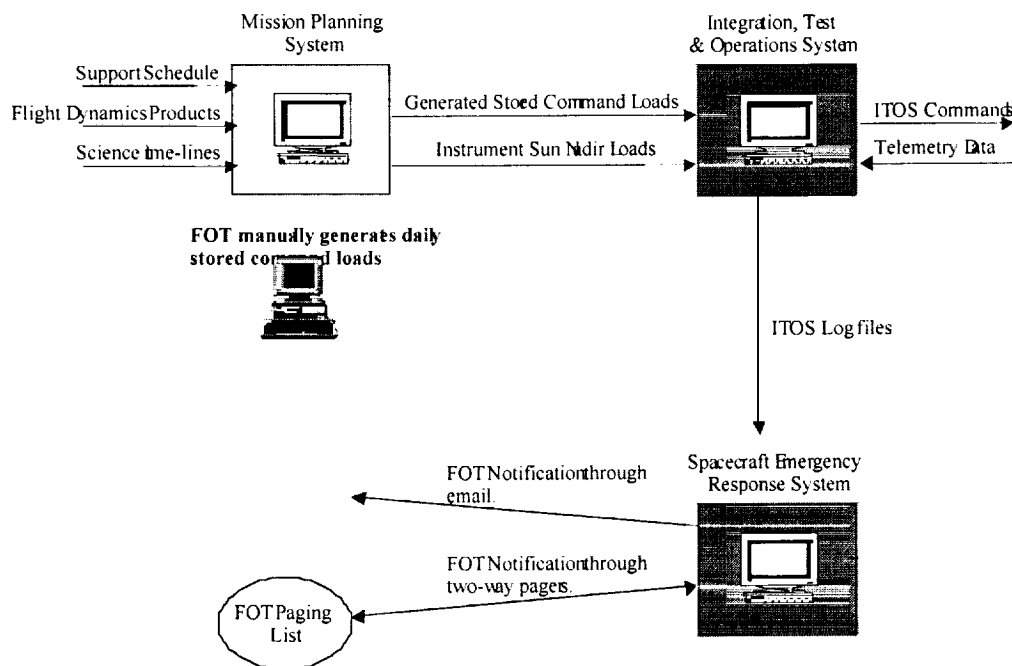 Mission Planning
System
Integration, Test
& Operations System
Support Schedule
Flight Dynamics Products
Science time-lines
Generated Stored Command Loads
Instrument Sun Nadir Loads
ITOS Commands
Telemetry Data
FOT manually generates daily
stored command loads
ITOS Log files
Spacecraft Emergency
Response System
FOT Notification through
email.
FOT Notification through
two-way pagers.
FOT Paging
List